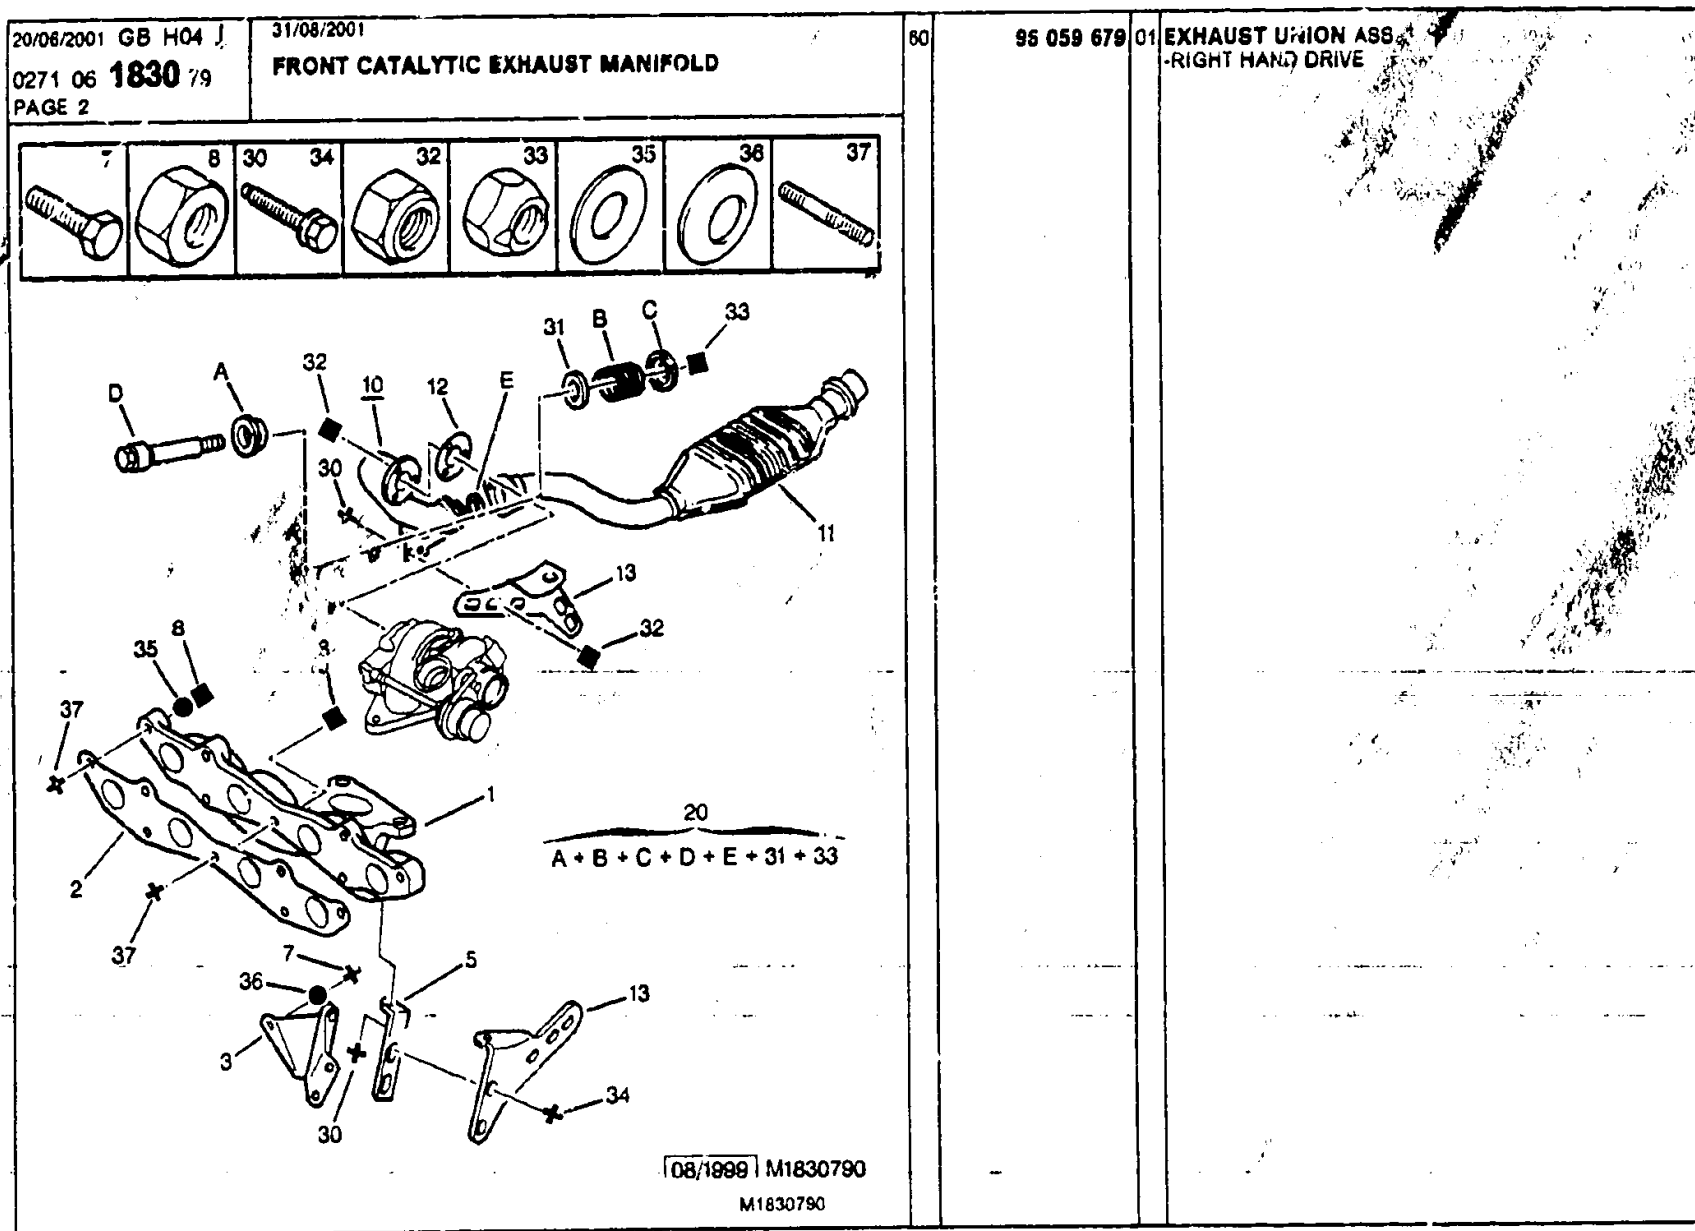 20/06/2001 GB H04 J
0271 06 1830 79
PAGE 2
31/08/2001
FRONT CATALYTIC EXHAUST MANIFOLD
60
95 059 679
01
EXHAUST UNION ASS
-RIGHT HAND DRIVE
7
8
30 34
32
33
35
36
37
D
A
32
10
12
E
31
B
C
33
30
11
13
32
8
8
35
37
1
2
37
20
A + B + C + D + E + 31 + 33
7
36
5
13
3
30
34
08/1999 M1830790
M1830790